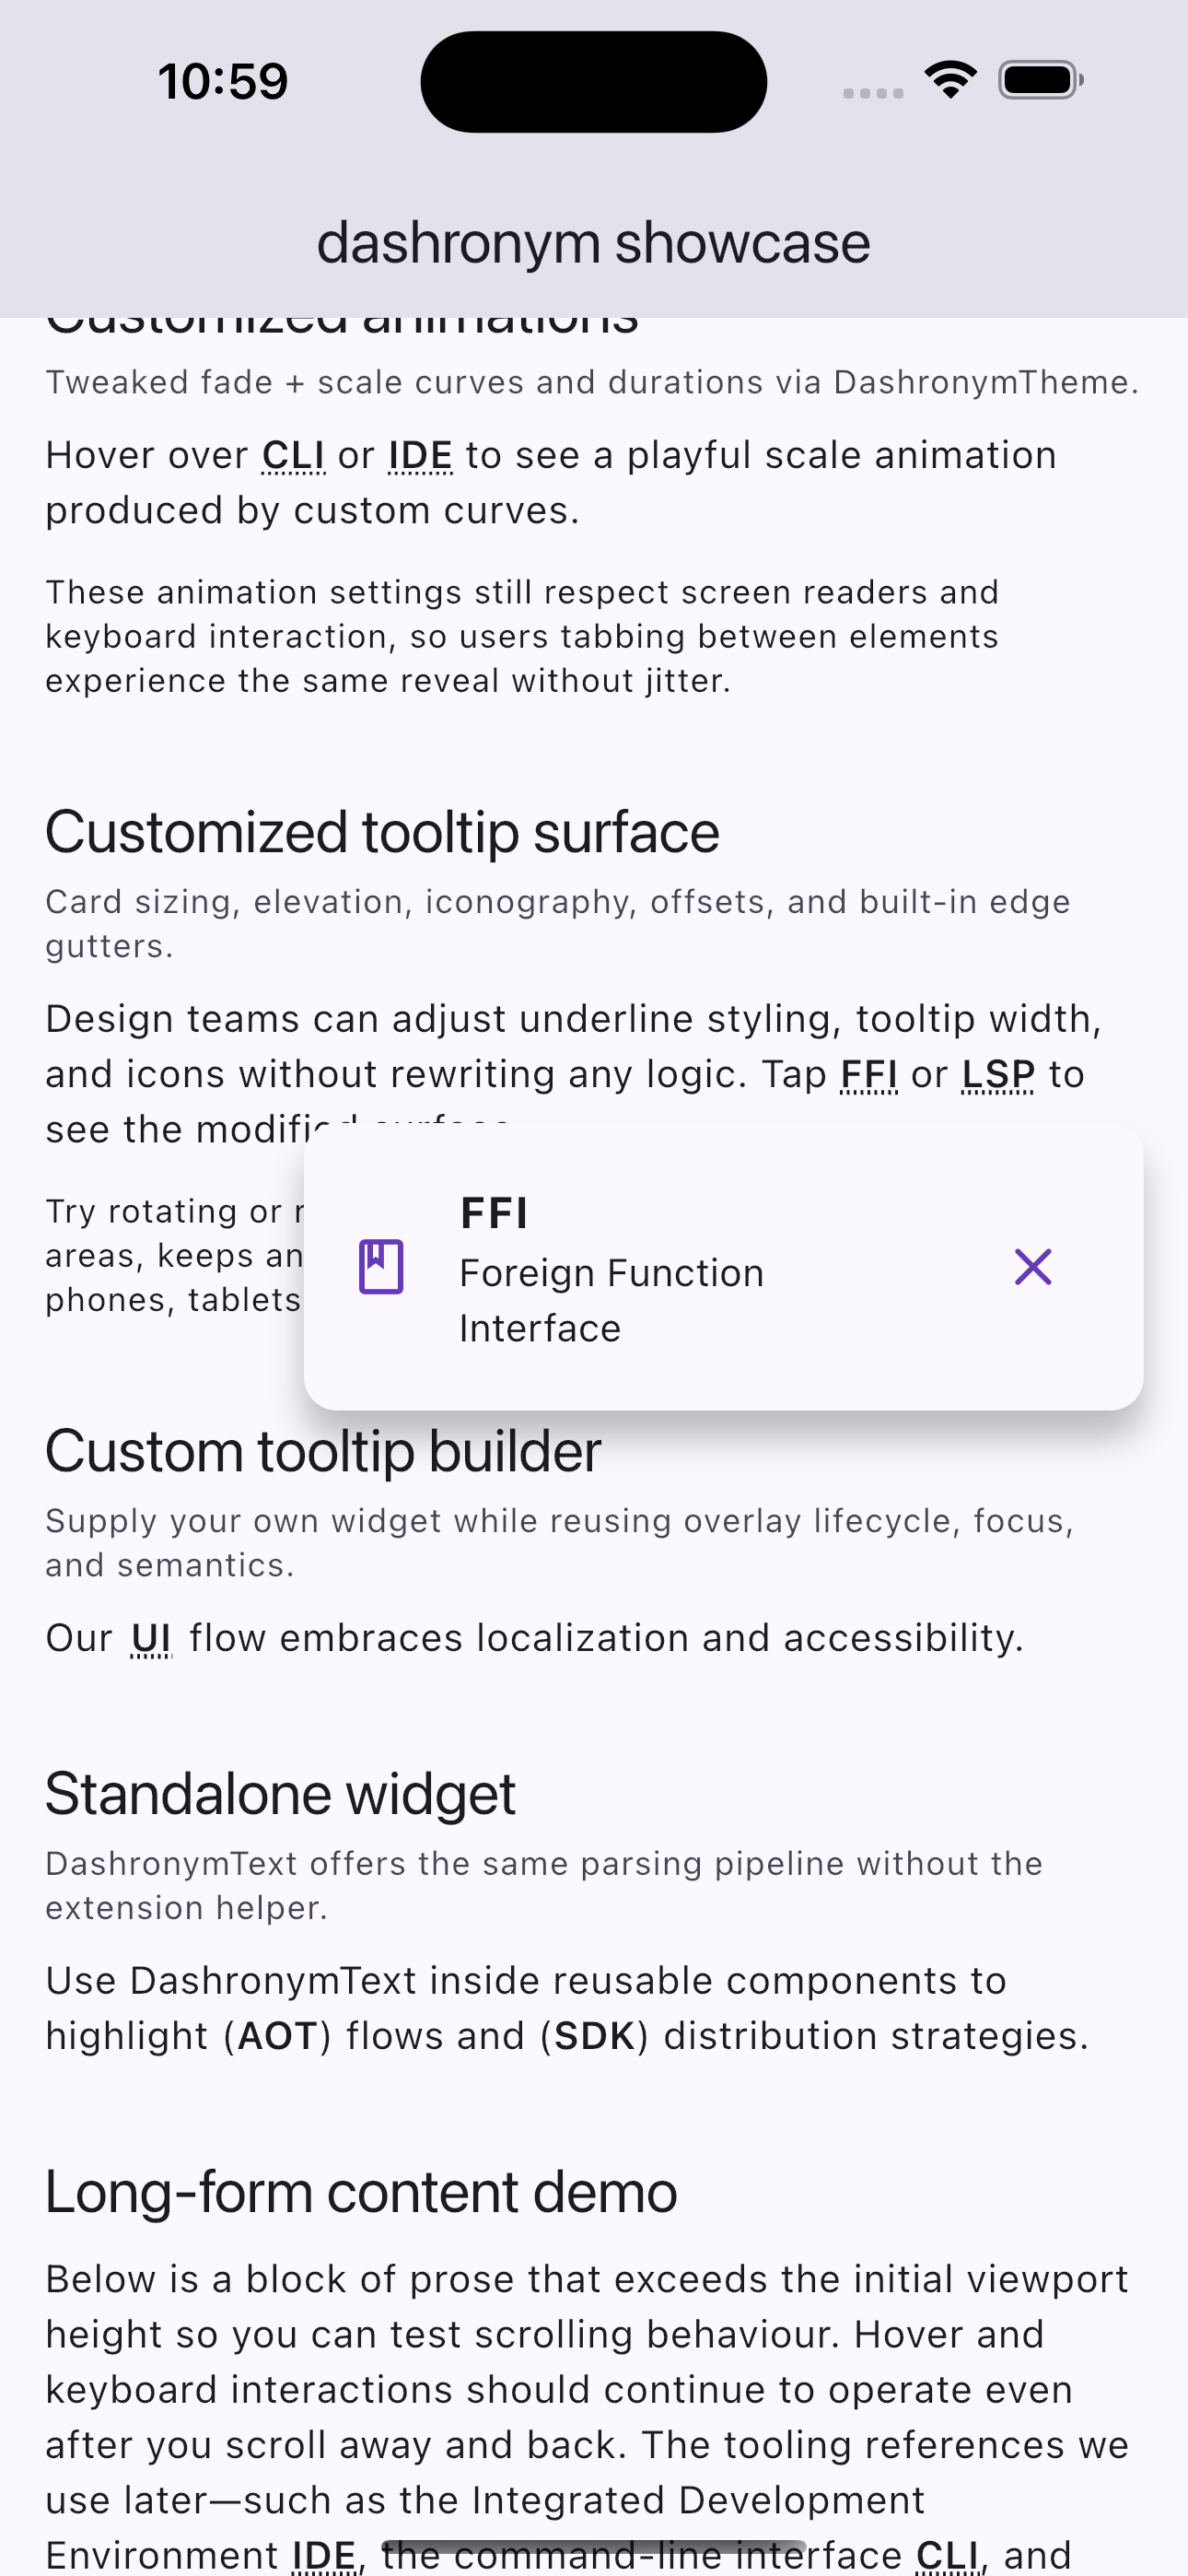 10:59
dashronym showcase
Customized animations
Tweaked fade + scale curves and durations via DashronymTheme.
Hover over CLI or IDE to see a playful scale animation
produced by custom curves.
These animation settings still respect screen readers and
keyboard interaction, so users tabbing between elements
experience the same reveal without jitter.
Customized tooltip surface
Card sizing, elevation, iconography, offsets, and built-in edge
gutters.
Design teams can adjust underline styling, tooltip width,
and icons without rewriting any logic. Tap FFI or LSP to
see the modified surface.
Try rotating or
areas, keeps an
phones, tablets
FFI
Foreign Function
Interface
Custom tooltip builder
Supply your own widget while reusing overlay lifecycle, focus,
and semantics.
Our UI flow embraces localization and accessibility.
Standalone widget
DashronymText offers the same parsing pipeline without the
extension helper.
Use DashronymText inside reusable components to
highlight (AOT) flows and (SDK) distribution strategies.
Long-form content demo
Below is a block of prose that exceeds the initial viewport
height so you can test scrolling behaviour. Hover and
keyboard interactions should continue to operate even
after you scroll away and back. The tooling references we
use later—such as the Integrated Development
Environment IDE, the command-line interface CLI, and